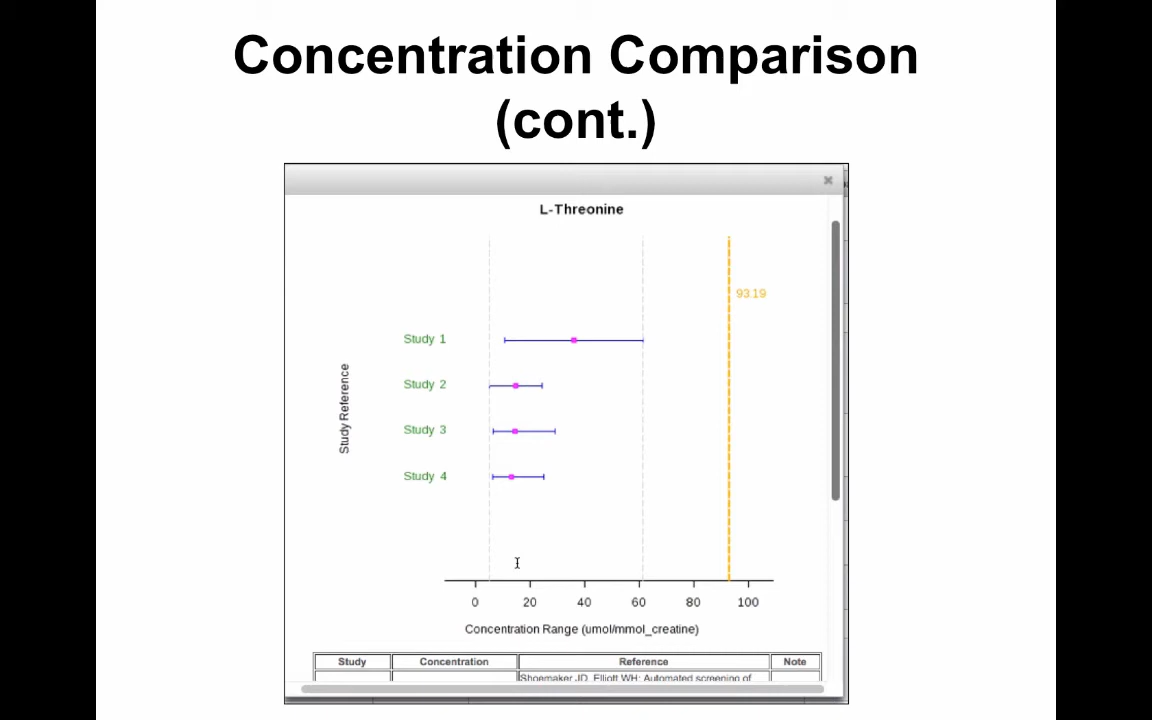 Concentration Comparison
(cont.)
L-Threonine
93.19
Study 1
Study 2
Study 3
Study 4
Study Reference
0 20 40 60 80 100
Concentration Range (umol/mmol_creatine)
Study Concentration Reference Note
Shoemaker JD, Elliott WH: Automated screening of